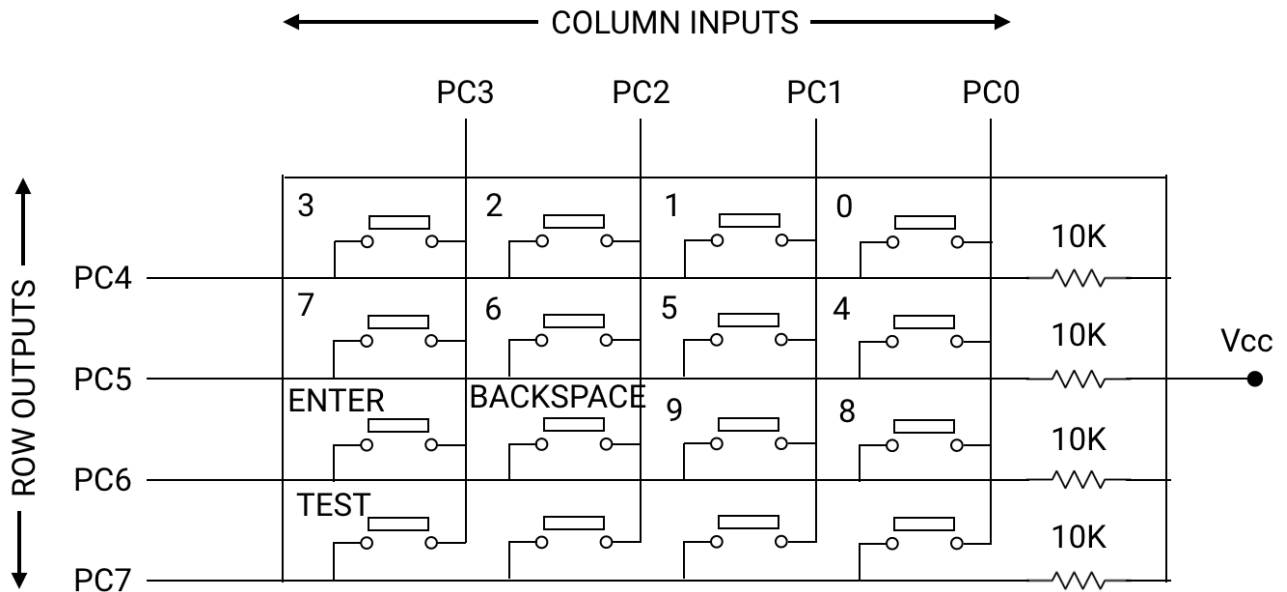 COLUMN INPUTS
PC3 PC2 PC1 PC0
3 2 1 0
10K
PC4
7 6 5 4
10K
Vcc
PC5
ENTER BACKSPACE 9 8
10K
PC6
TEST
10K
PC7
ROW OUTPUTS